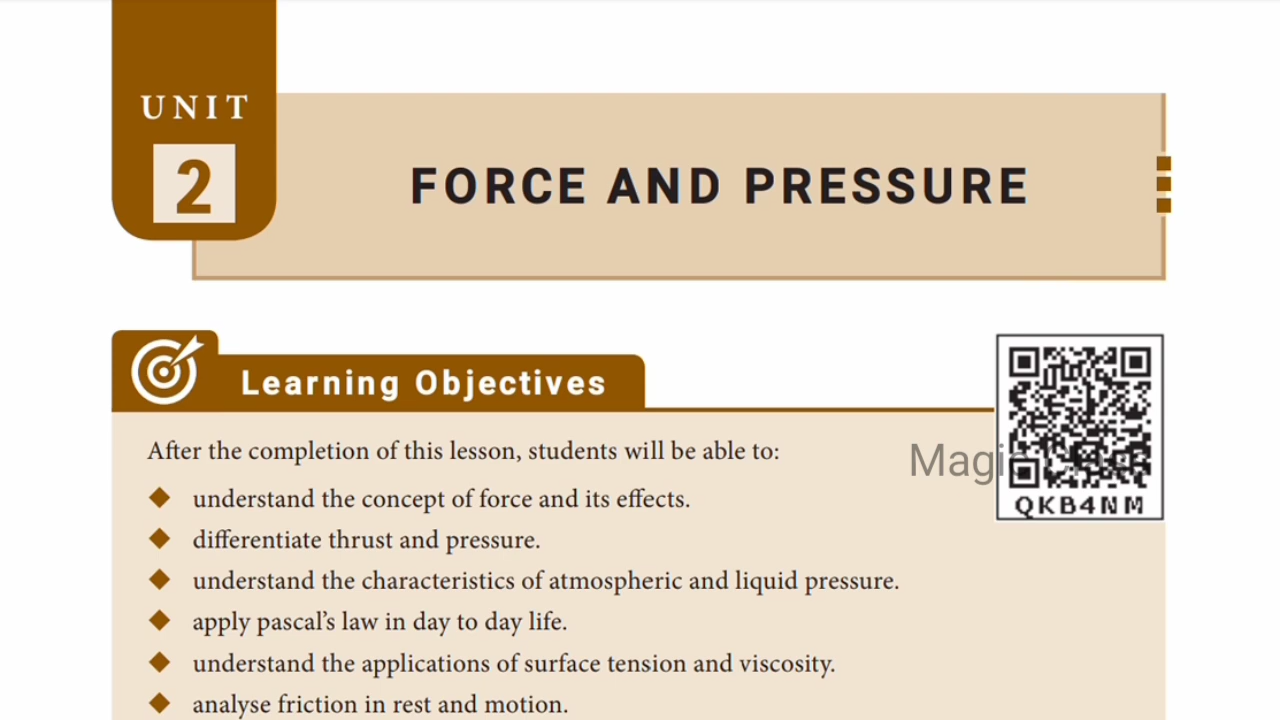 UNIT
2
FORCE AND PRESSURE
Learning Objectives
After the completion of this lesson, students will be able to:
Magic
understand the concept of force and its effects.
QKB4NM
differentiate thrust and pressure.
understand the characteristics of atmospheric and liquid pressure.
apply pascal’s law in day to day life.
understand the applications of surface tension and viscosity.
analyse friction in rest and motion.